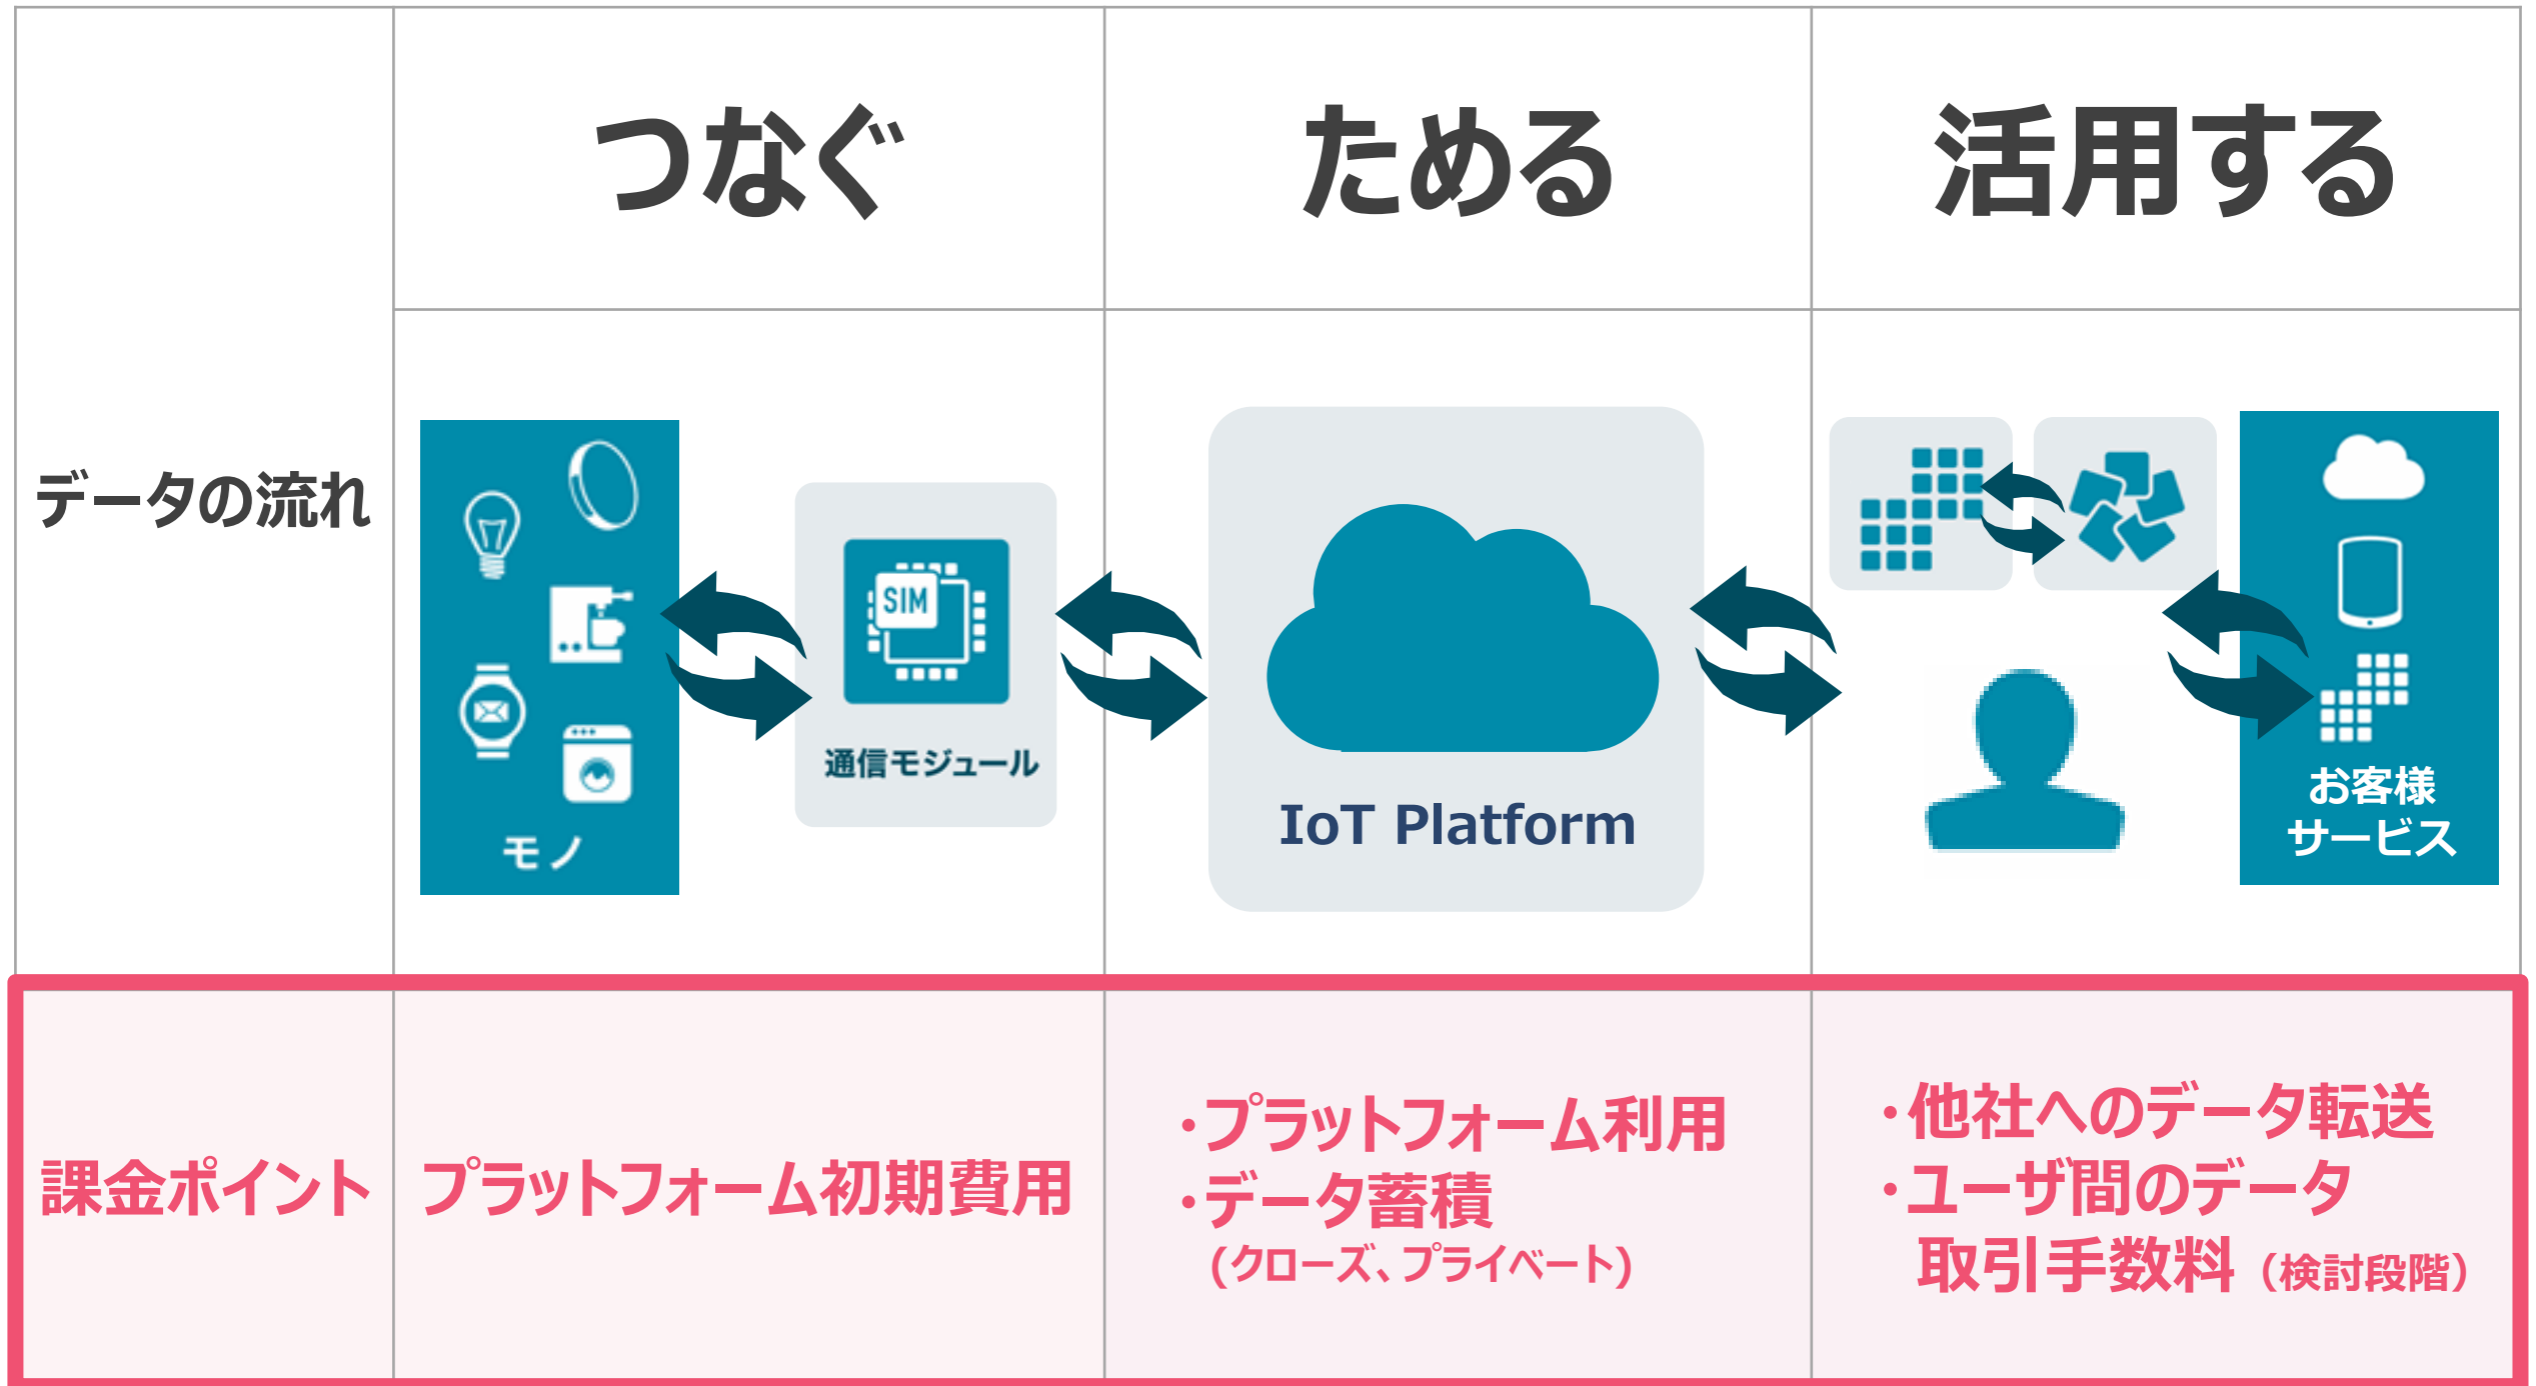 つなぐ
ためる
活用する
データの流れ
モノ
SIM
通信モジュール
IoT Platform
お客様
サービス
課金ポイント
プラットフォーム初期費用
・プラットフォーム利用
・データ蓄積
(クローズ、プライベート)
・他社へのデータ転送
・ユーザ間のデータ
取引手数料（検討段階）